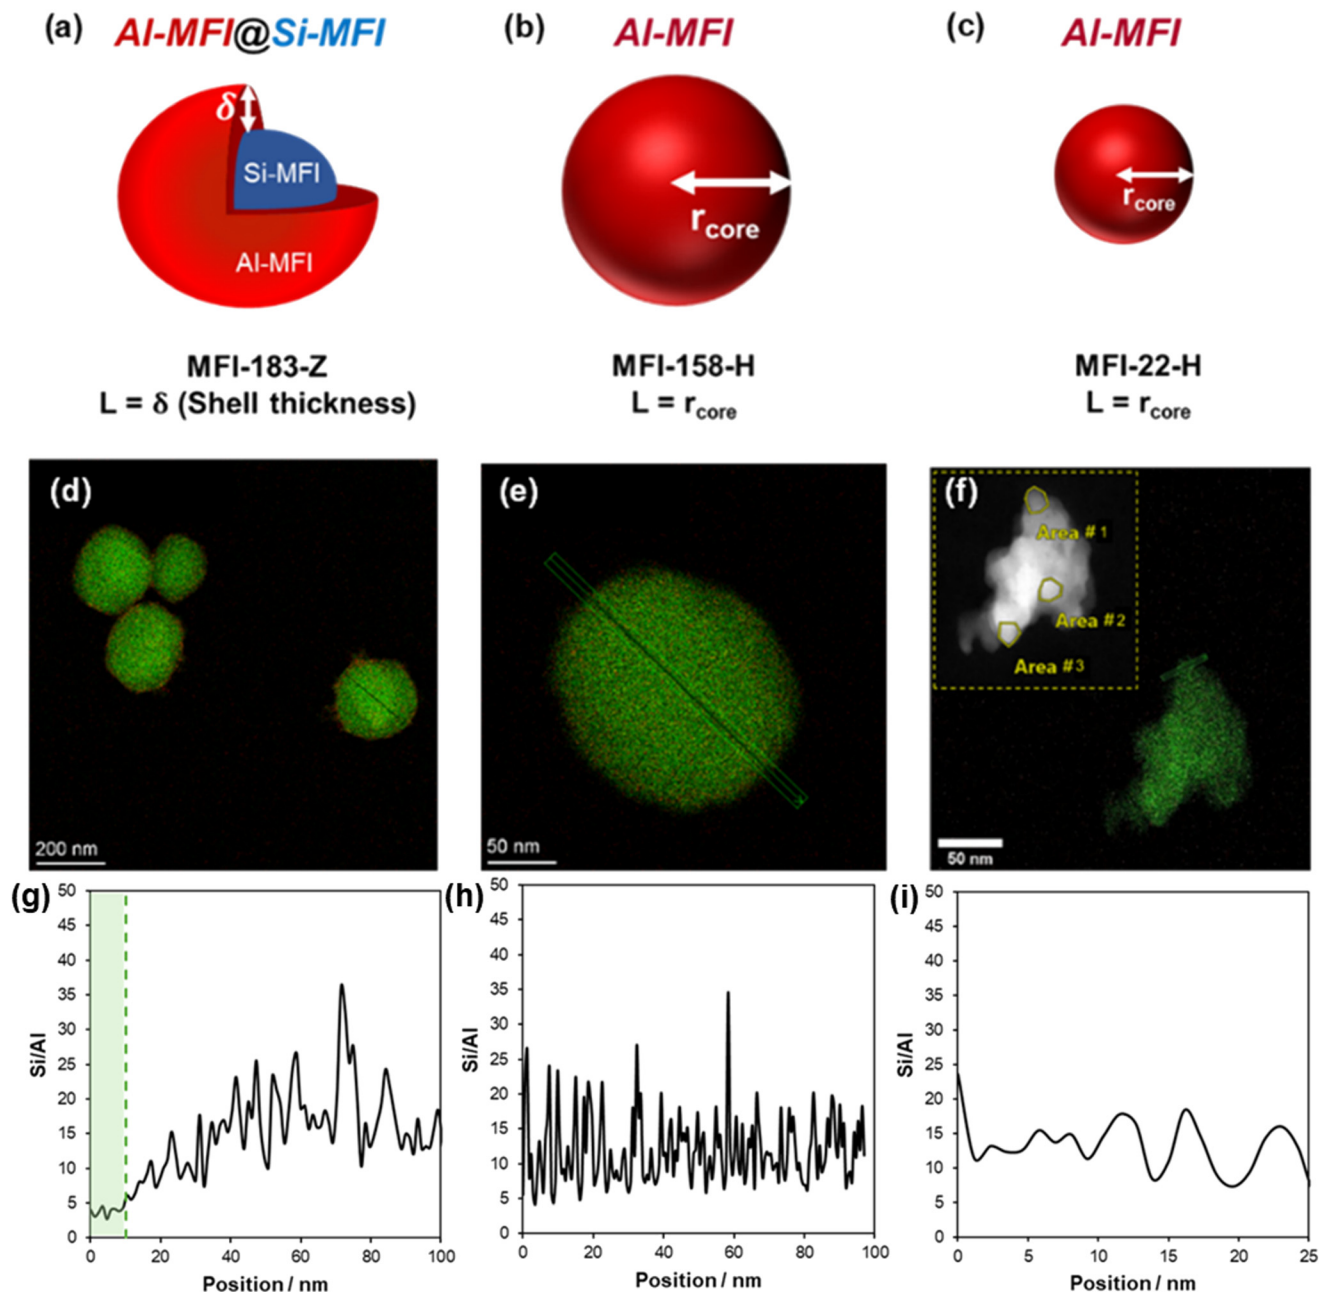 (a) Al-MFI@Si-MFI
(b) Al-MFI
(c) Al-MFI
δ
Si-MFI
Al-MFI
r_core
r_core
MFI-183-Z
L = δ (Shell thickness)
MFI-158-H
L = r_core
MFI-22-H
L = r_core
(d)
200 nm
(e)
50 nm
(f)
Area #1
Area #2
Area #3
50 nm
(g)
50
45
40
35
30
25
20
15
10
5
0
Si/Al
0 20 40 60 80 100
Position / nm
(h)
50
45
40
35
30
25
20
15
10
5
0
Si/Al
0 20 40 60 80 100
Position / nm
(i)
50
45
40
35
30
25
20
15
10
5
0
Si/Al
0 5 10 15 20 25
Position / nm